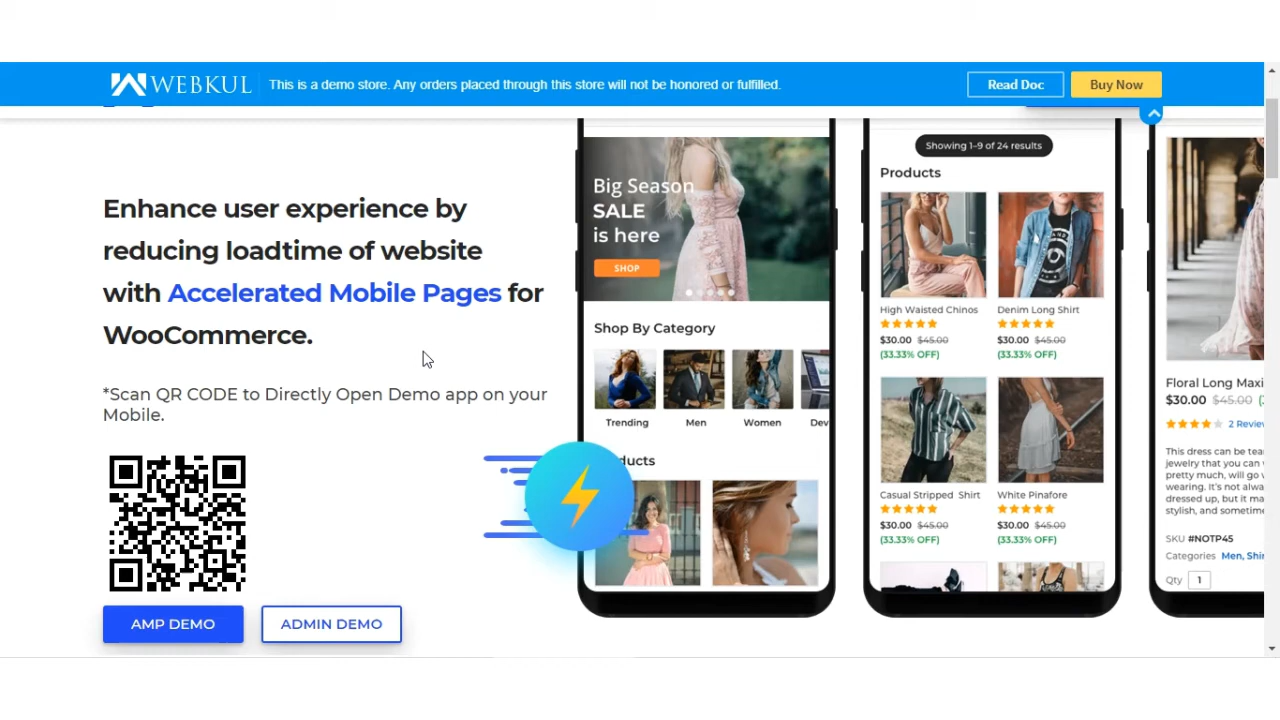 WEBKUL
This is a demo store. Any orders placed through this store will not be honored or fulfilled.
Read Doc
Buy Now
Enhance user experience by
reducing loadtime of website
with Accelerated Mobile Pages for
WooCommerce.
*Scan QR CODE to Directly Open Demo app on your
Mobile.
AMP DEMO
ADMIN DEMO
Big Season
SALE
is here
SHOP
Shop By Category
Trending
Men
Women
Dev
ducts
Showing 1-9 of 24 results
Products
High Waisted Chinos
$30.00 $45.00
(33.33% OFF)
Denim Long Shirt
$30.00 $45.00
(33.33% OFF)
Casual Stripped Shirt
$30.00 $45.00
(33.33% OFF)
White Pinafore
$30.00 $45.00
(33.33% OFF)
Floral Long Maxi
$30.00 $45.00 (
2 Review
This dress can be tea
jewelry that you can
pretty much, will go
wearing. It's not alwa
dressed up, but it ma
stylish, and sometime
SKU #NOTP45
Categories Men, Shir
Qty 1